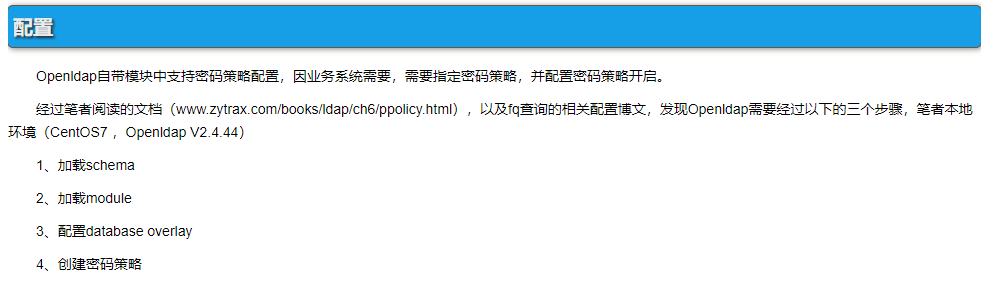 配置
Openldap自带模块中支持密码策略配置，因业务系统需要，需要指定密码策略，并配置密码策略开启。
经过笔者阅读的文档（www.zytrax.com/books/ldap/ch6/ppolicy.html），以及fq查询的相关配置博文，发现Openldap需要经过以下的三个步骤，笔者本地
环境（CentOS7 ，Openldap V2.4.44）
1、加载schema
2、加载module
3、配置database overlay
4、创建密码策略